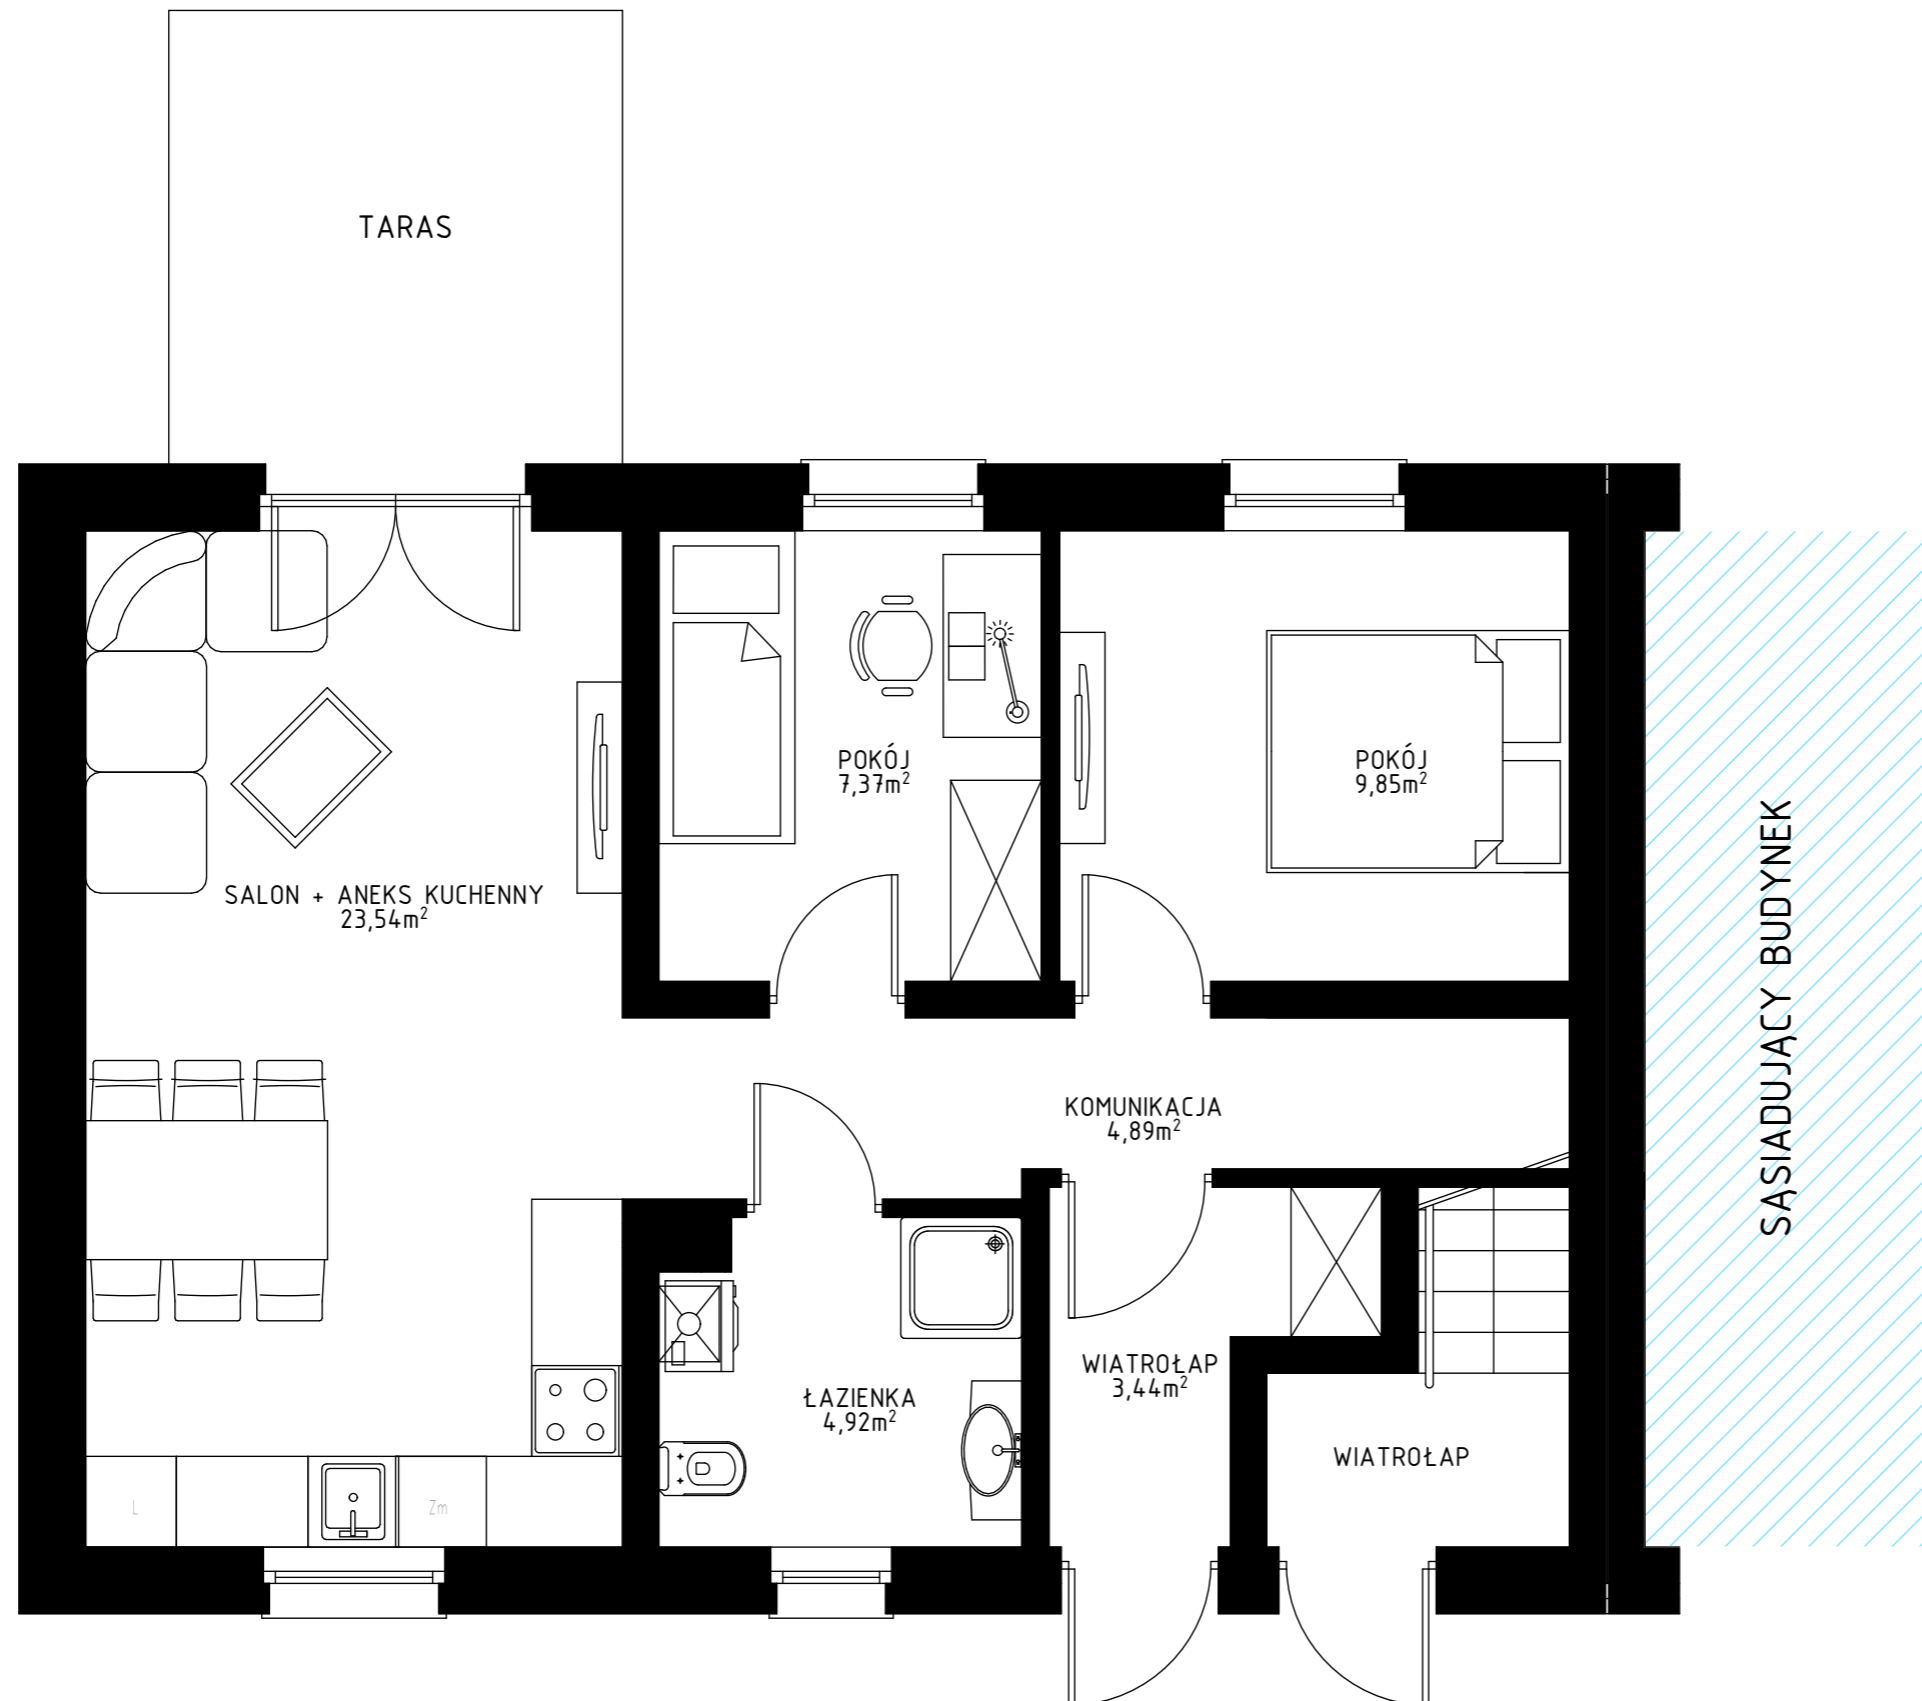 TARAS
POKÓJ
7,37m²
POKÓJ
9,85m²
SALON + ANEKS KUCHENNY
23,54m²
SĄSIADUJĄCY BUDYNEK
KOMUNIKACJA
4,89m²
WIATROŁAP
3,44m²
ŁAZIENKA
4,92m²
WIATROŁAP
L
Zm